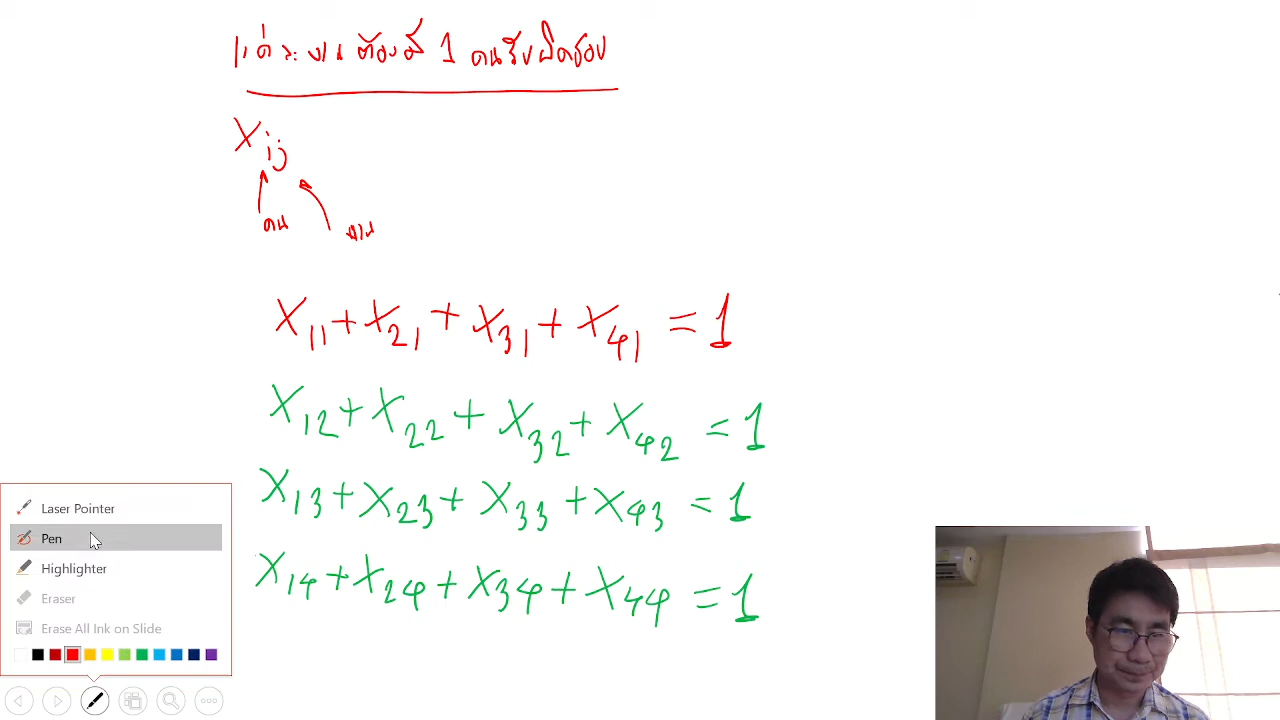 แต่ละงานต้องมี 1 คนรับผิดชอบ
Xij
คน งาน
X11 + X21 + X31 + X41 = 1
X12 + X22 + X32 + X42 = 1
X13 + X23 + X33 + X43 = 1
X14 + X24 + X34 + X44 = 1
Laser Pointer
Pen
Highlighter
Eraser
Erase All Ink on Slide